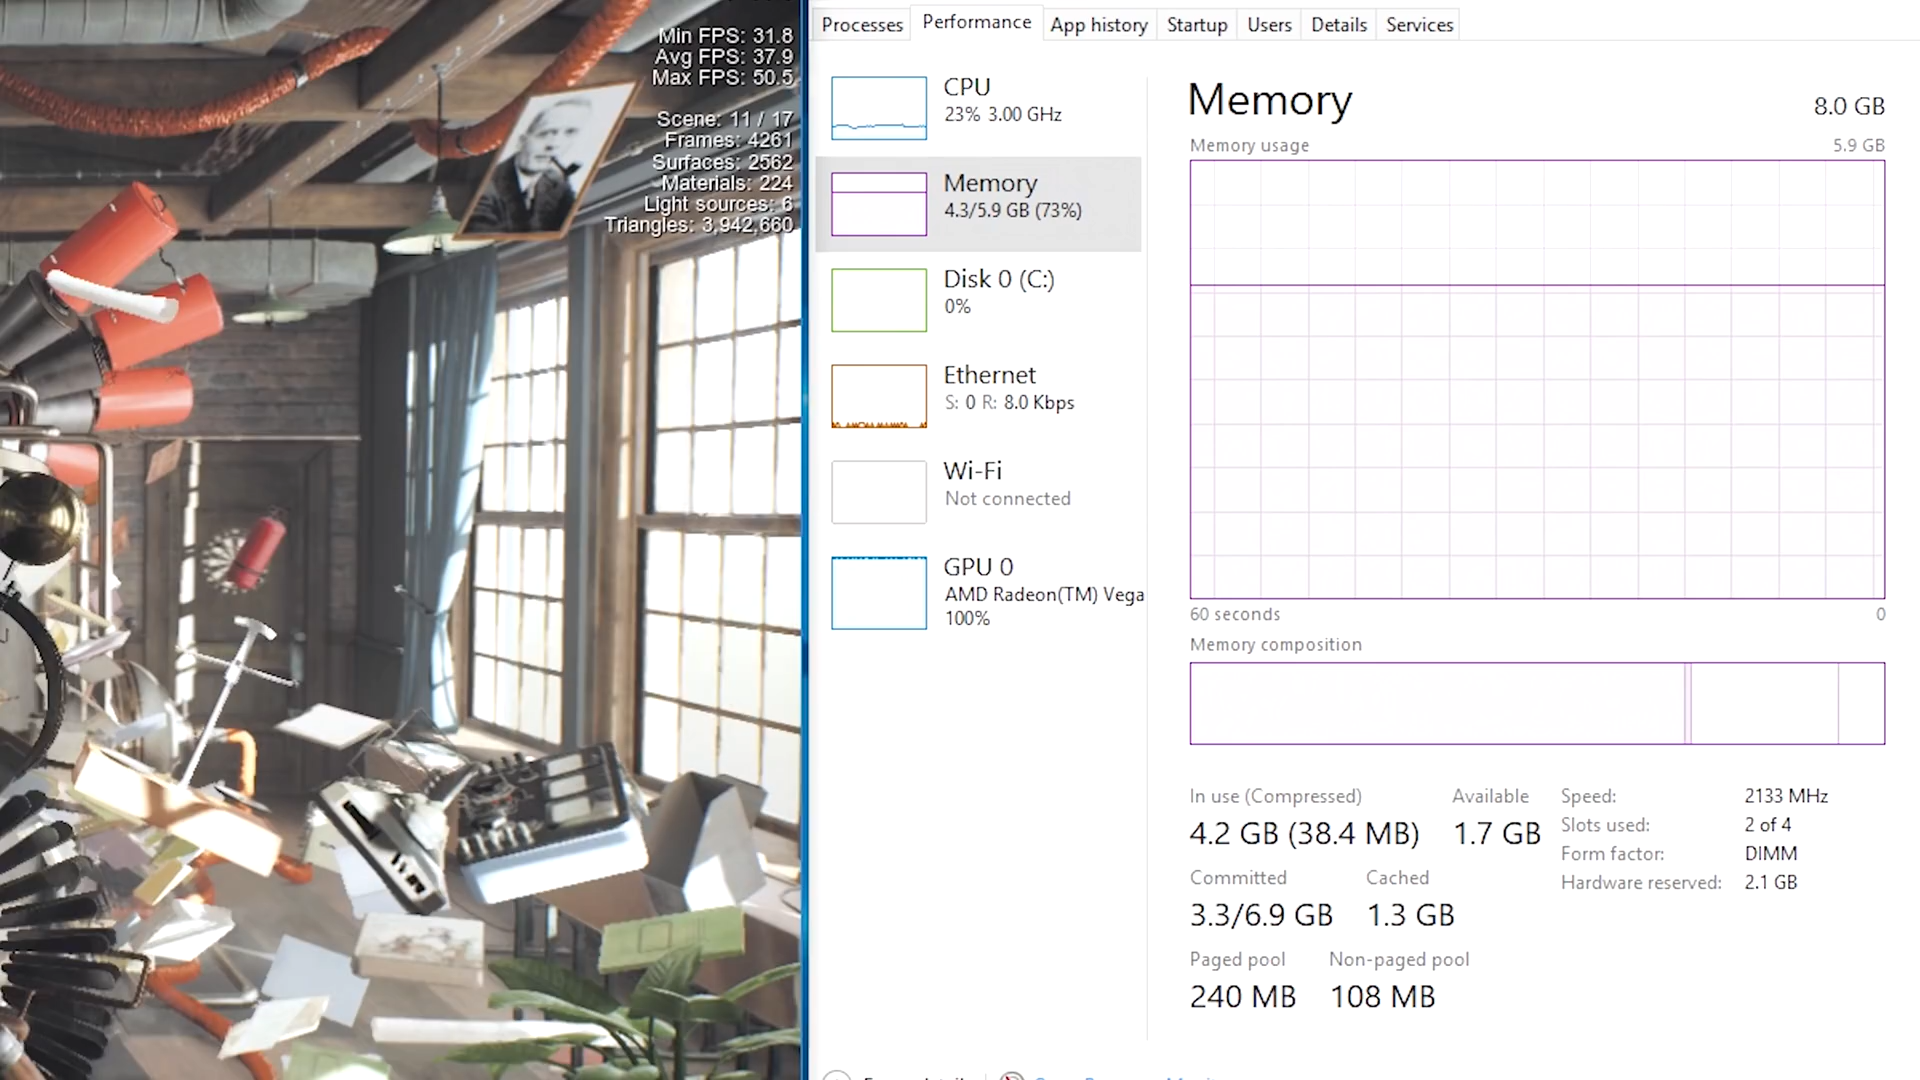 Min FPS: 31.8
Avg FPS: 37.9
Max FPS: 50.5
Scene: 11 / 17
Frames: 4261
Surfaces: 2562
Materials: 224
Light sources: 6
Triangles: 3,942,660
Processes Performance App history Startup Users Details Services
CPU
23% 3.00 GHz
Memory
4.3/5.9 GB (73%)
Disk 0 (C:)
0%
Ethernet
S: 0 R: 8.0 Kbps
Wi-Fi
Not connected
GPU 0
AMD Radeon(TM) Vega
100%
Memory 8.0 GB
Memory usage 5.9 GB
60 seconds 0
Memory composition
In use (Compressed) Available
4.2 GB (38.4 MB) 1.7 GB
Committed Cached
3.3/6.9 GB 1.3 GB
Paged pool Non-paged pool
240 MB 108 MB
Speed: 2133 MHz
Slots used: 2 of 4
Form factor: DIMM
Hardware reserved: 2.1 GB